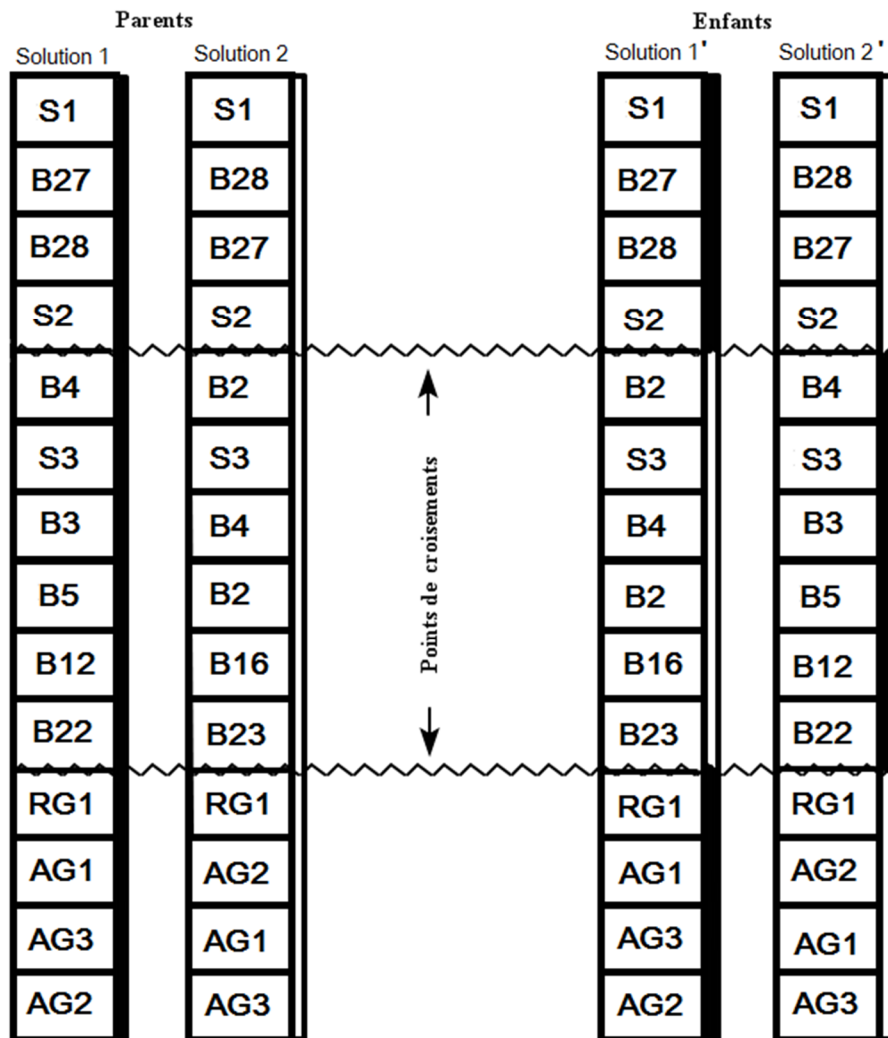 Parents Enfants
Solution 1 Solution 2 Solution 1' Solution 2'
S1 S1 S1 S1
B27 B28 B27 B28
B28 B27 B28 B27
S2 S2 S2 S2
B4 B2 B2 B4
S3 S3 S3 S3
B3 B4 B4 B3
B5 B2 B2 B5
B12 B16 B16 B12
B22 B23 B23 B22
RG1 RG1 RG1 RG1
AG1 AG2 AG1 AG2
AG3 AG1 AG3 AG1
AG2 AG3 AG2 AG3
Points de croisements